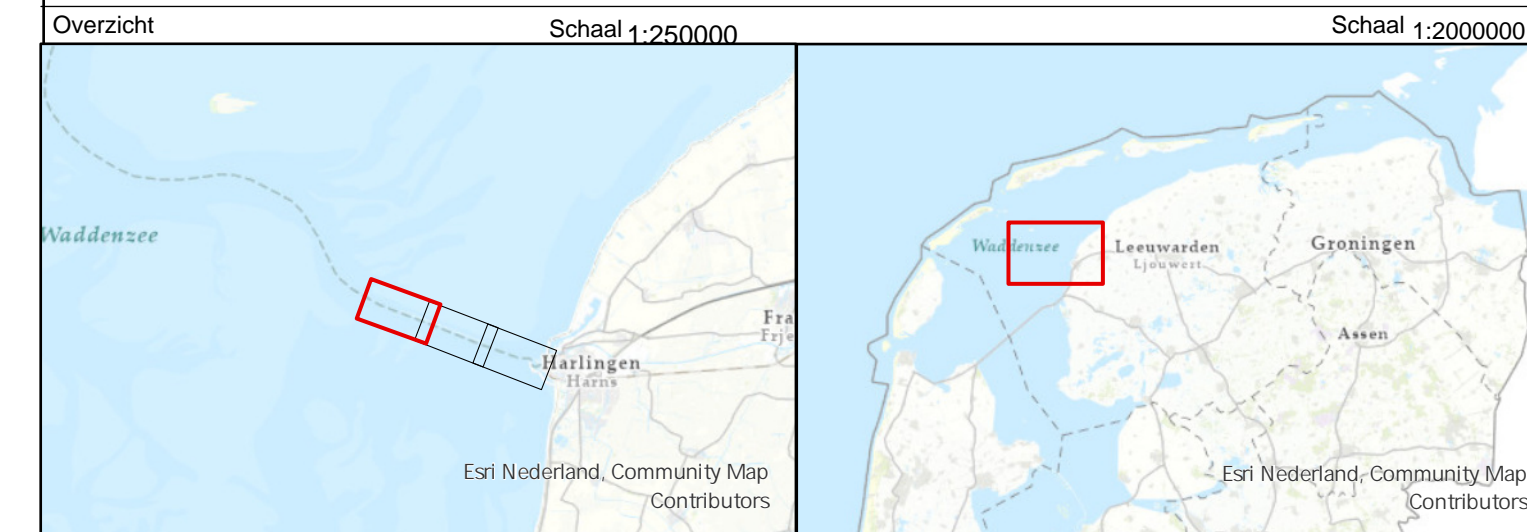 Overzicht
Schaal 1:250000
Schaal 1:2000000
Waddenzee
Harlingen
Harns
Fra
Frje
Esri Nederland, Community Map
Contributors
Waddenzee
Leeuwarden
Ljouwert
Groningen
Assen
Esri Nederland, Community Map
Contributors